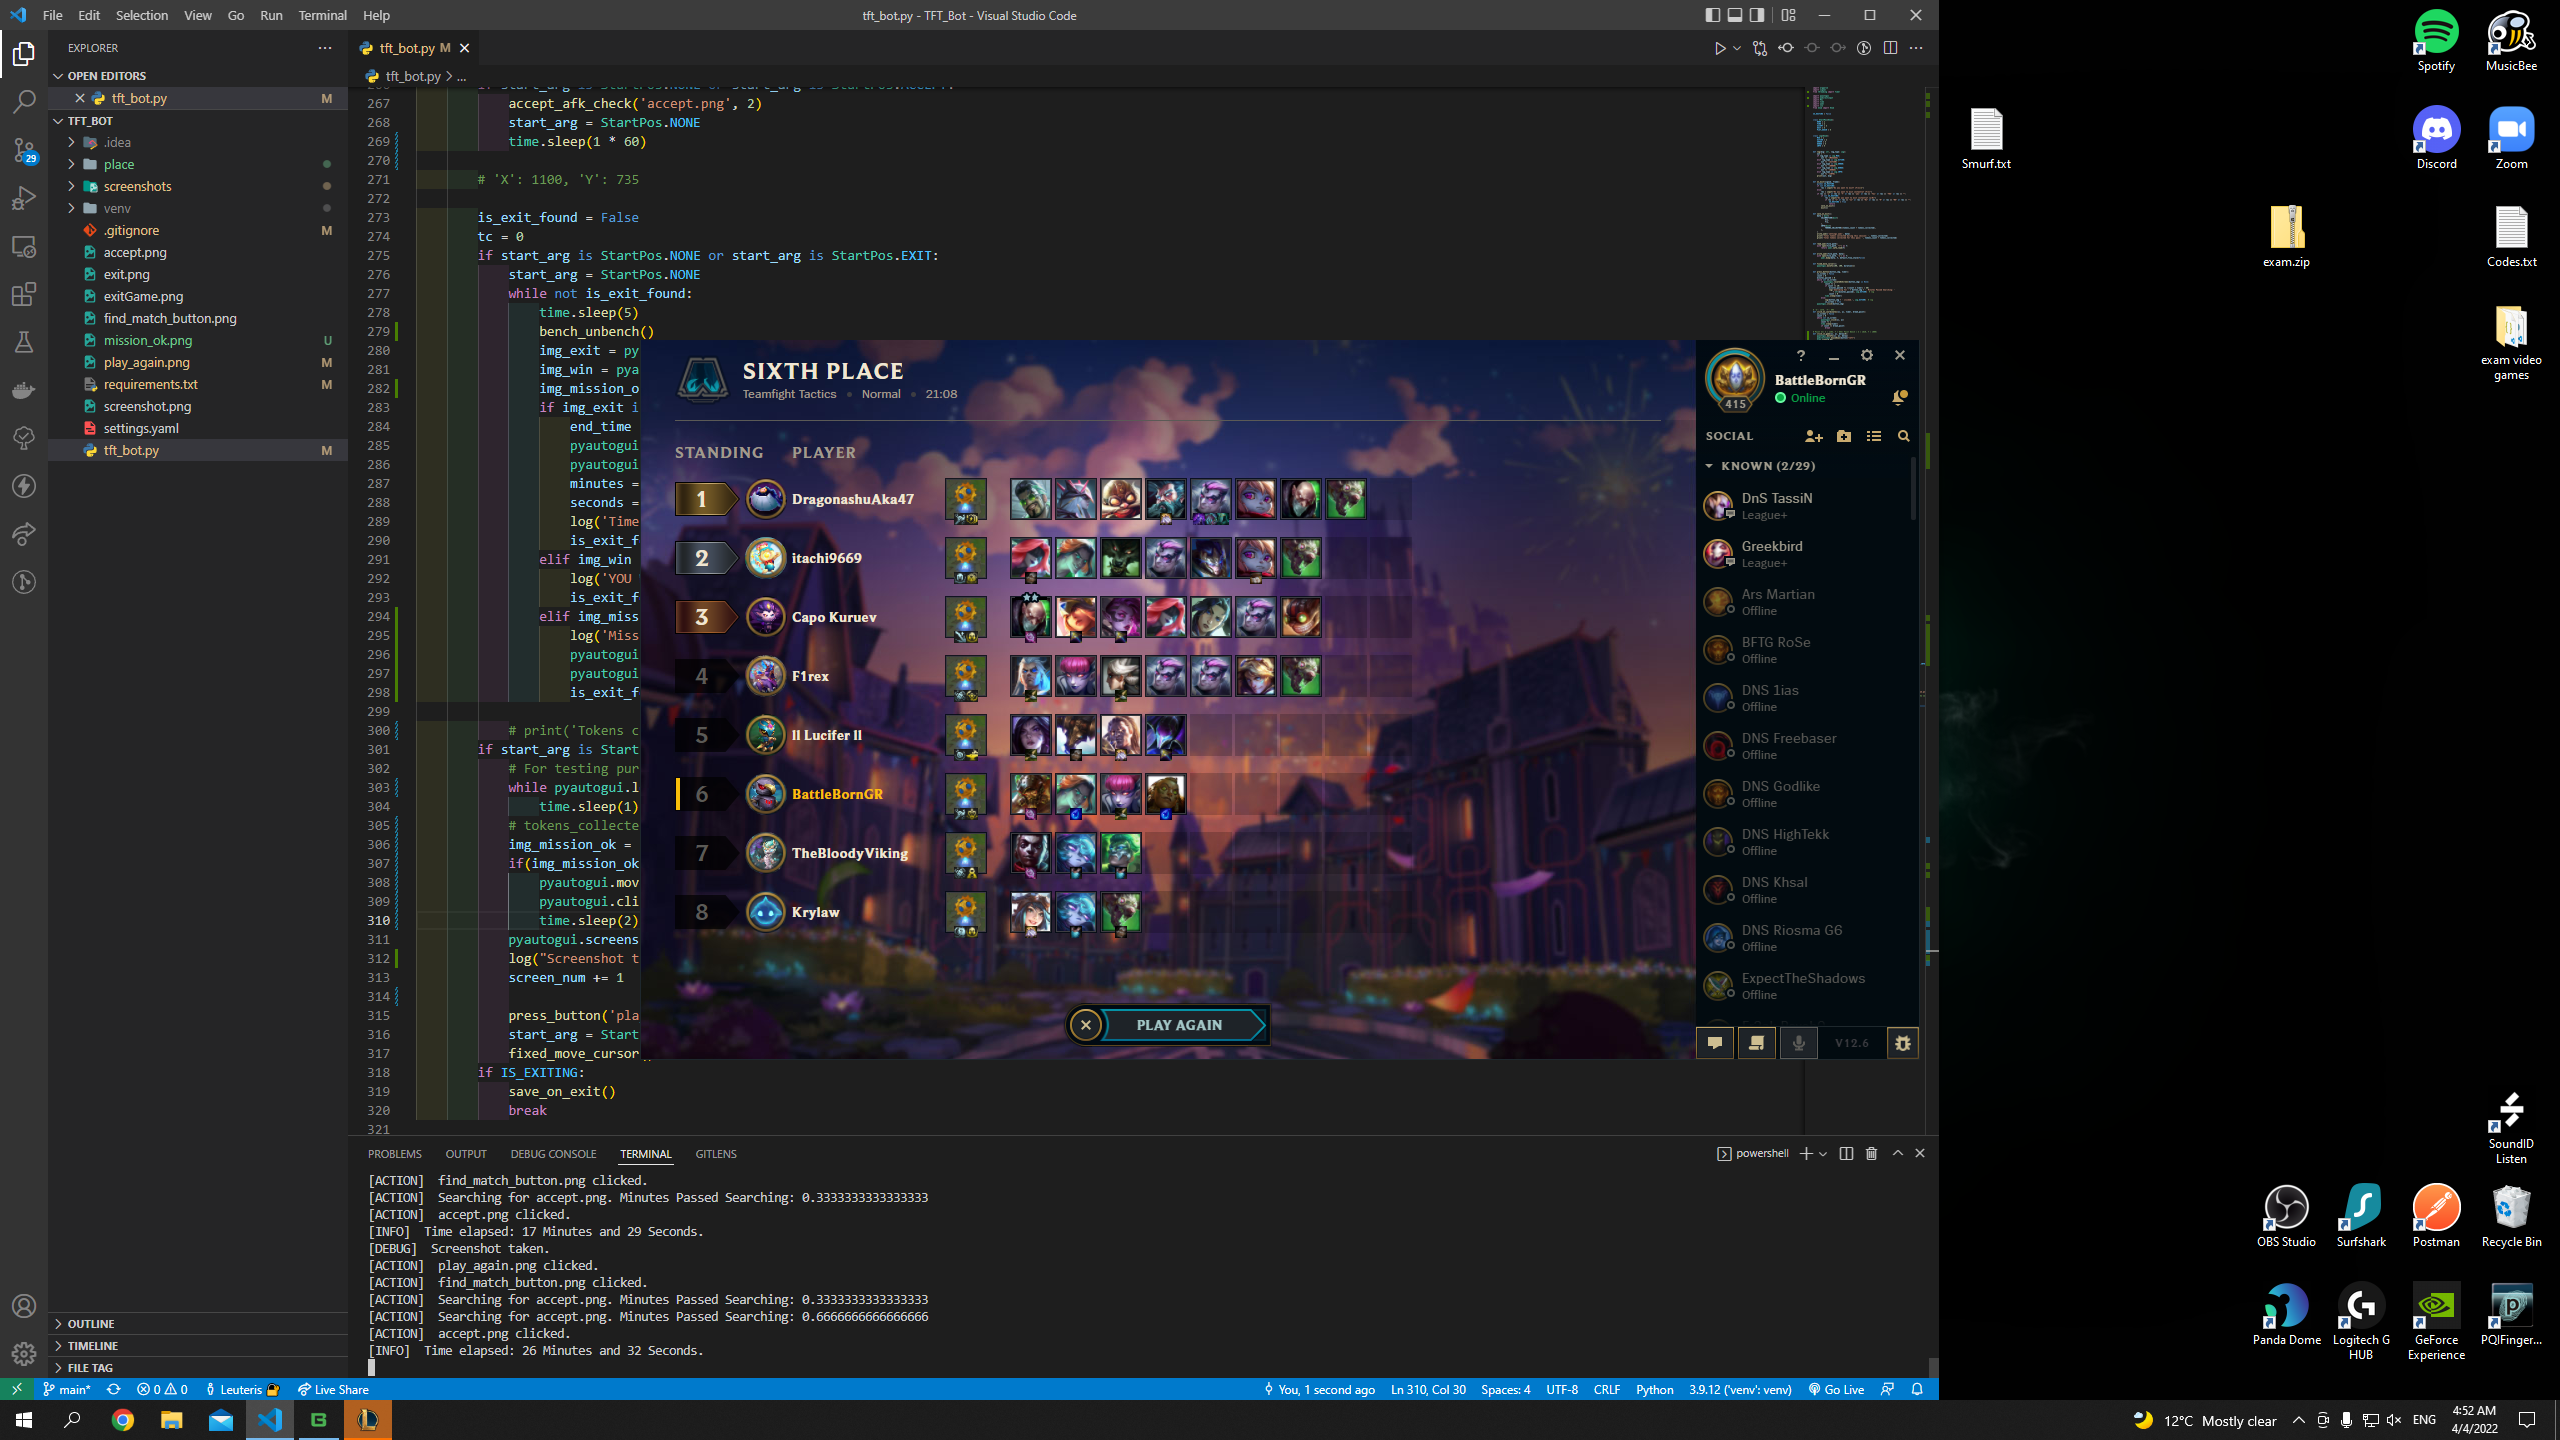 File Edit Selection View Go Run Terminal Help
tft_bot.py - TFT_Bot - Visual Studio Code
EXPLORER
OPEN EDITORS
tft_bot.py M
TFT_BOT
.idea
place
screenshots
venv
.gitignore M
accept.png
exit.png
exitGame.png
find_match_button.png
mission_ok.png U
play_again.png M
requirements.txt M
screenshot.png
settings.yaml
tft_bot.py M
OUTLINE
TIMELINE
FILE TAG
29
tft_bot.py M
tft_bot.py > ...
267 accept_afk_check('accept.png', 2)
268 start_arg = StartPos.NONE
269 time.sleep(1 * 60)
270
271 # 'X': 1100, 'Y': 735
272
273 is_exit_found = False
274 tc = 0
275 if start_arg is StartPos.NONE or start_arg is StartPos.EXIT:
276 start_arg = StartPos.NONE
277 while not is_exit_found:
278 time.sleep(5)
279 bench_unbench()
280 img_exit = py
281 img_win = pya
282 img_mission_o
283 if img_exit i
284 end_time
285 pyautogui
286 pyautogui
287 minutes =
288 seconds =
289 log('Time
290 is_exit_f
291 elif img_win
292 log('YOU
293 is_exit_f
294 elif img_miss
295 log('Miss
296 pyautogui
297 pyautogui
298 is_exit_f
299
300 # print('Tokens c
301 if start_arg is Start
302 # For testing pur
303 while pyautogui.l
304 time.sleep(1)
305 # tokens_collecte
306 img_mission_ok =
307 if(img_mission_ok
308 pyautogui.mov
309 pyautogui.cli
310 time.sleep(2)
311 pyautogui.screens
312 log("Screenshot t
313 screen_num += 1
314
315 press_button('pla
316 start_arg = Start
317 fixed_move_cursor
318 if IS_EXITING:
319 save_on_exit()
320 break
321
SIXTH PLACE
Teamfight Tactics • Normal • 21:08
STANDING PLAYER
1 DragonashuAka47
2 itachi9669
3 Capo Kuruev
4 F1rex
5 ll Lucifer ll
6 BattleBornGR
7 TheBloodyViking
8 Krylaw
PLAY AGAIN
BattleBornGR
Online
415
SOCIAL
KNOWN (2/29)
DnS TassiN
League+
Greekbird
League+
Ars Martian
Offline
BFTG RoSe
Offline
DNS 1ias
Offline
DNS Freebaser
Offline
DNS Godlike
Offline
DNS HighTekk
Offline
DNS Khsal
Offline
DNS Riosma G6
Offline
ExpectTheShadows
Offline
V12.6
PROBLEMS OUTPUT DEBUG CONSOLE TERMINAL GITLENS
powershell
[ACTION] find_match_button.png clicked.
[ACTION] Searching for accept.png. Minutes Passed Searching: 0.3333333333333333
[ACTION] accept.png clicked.
[INFO] Time elapsed: 17 Minutes and 29 Seconds.
[DEBUG] Screenshot taken.
[ACTION] play_again.png clicked.
[ACTION] find_match_button.png clicked.
[ACTION] Searching for accept.png. Minutes Passed Searching: 0.3333333333333333
[ACTION] Searching for accept.png. Minutes Passed Searching: 0.6666666666666666
[ACTION] accept.png clicked.
[INFO] Time elapsed: 26 Minutes and 32 Seconds.
main* 0 0 Leuteris Live Share
You, 1 second ago Ln 310, Col 30 Spaces: 4 UTF-8 CRLF Python 3.9.12 ('venv': venv) Go Live
Spotify
MusicBee
Smurf.txt
Discord
Zoom
exam.zip
Codes.txt
exam video games
SoundID Listen
OBS Studio
Surfshark
Postman
Recycle Bin
Panda Dome
Logitech G HUB
GeForce Experience
PQIFinger...
12°C Mostly clear
ENG
4:52 AM
4/4/2022